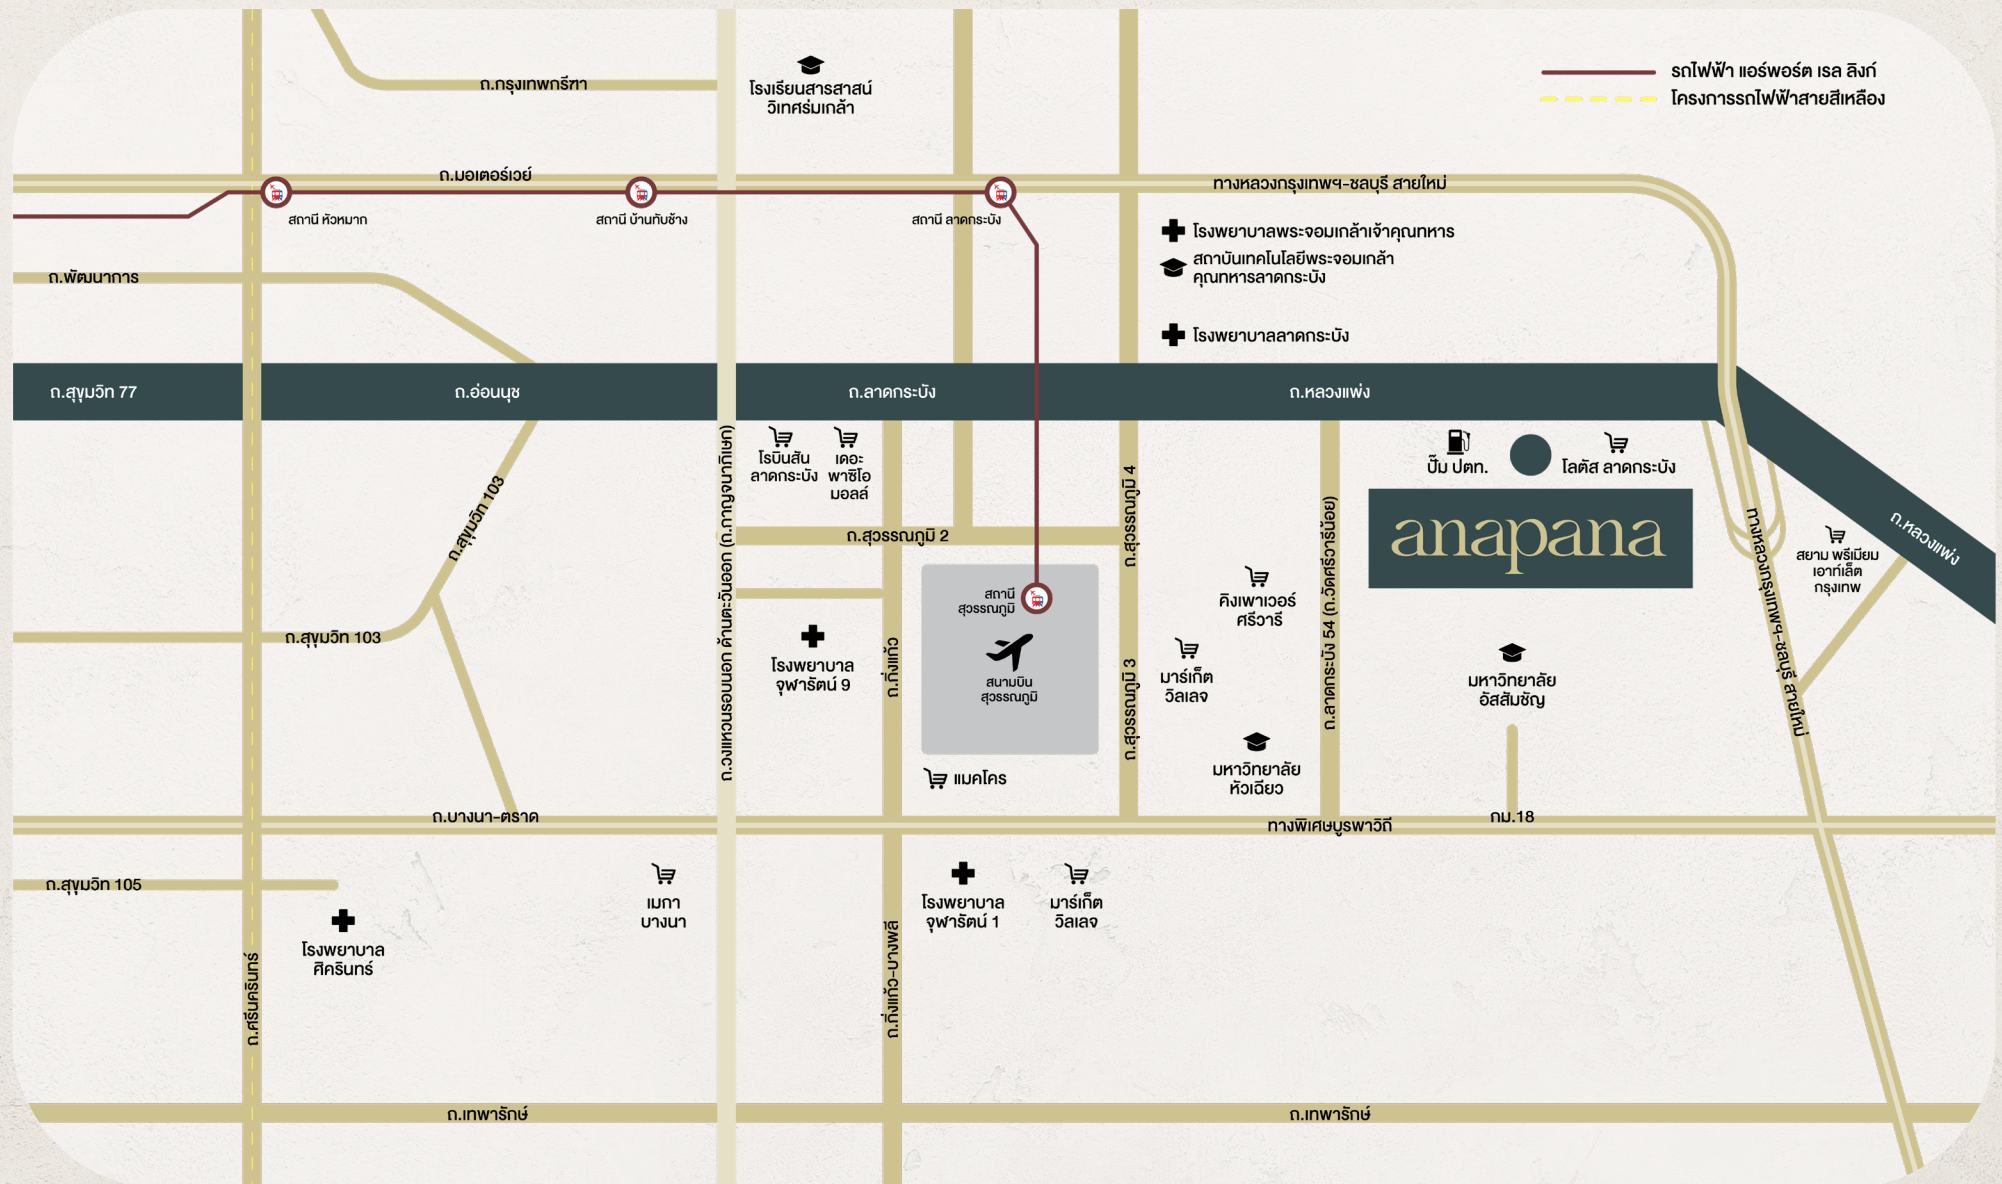 ถ.กรุงเทพกรีฑา
โรงเรียนสารสาสน์
วิเทศร่มเกล้า
รถไฟฟ้า แอร์พอร์ต เรล ลิงก์
โครงการรถไฟฟ้าสายสีเหลือง
ถ.มอเตอร์เวย์
ทางหลวงกรุงเทพฯ-ชลบุรี สายใหม่
สถานี หัวหมาก
สถานี บ้านทับช้าง
สถานี ลาดกระบัง
โรงพยาบาลพระจอมเกล้าเจ้าคุณทหาร
สถาบันเทคโนโลยีพระจอมเกล้า
คุณทหารลาดกระบัง
ถ.พัฒนาการ
โรงพยาบาลลาดกระบัง
ถ.สุขุมวิท 77
ถ.อ่อนนุช
ถ.ลาดกระบัง
ถ.หลวงแพ่ง
โรบินสัน
ลาดกระบัง
เดอะ
พาซิโอ
มอลล์
ปั๊ม ปตท.
โลตัส ลาดกระบัง
anapana
ถ.สุขุมวิท 103
ถ.สุวรรณภูมิ 2
ถ.สุวรรณภูมิ 4
ถ.ลาดกระบัง 54 (ถ.วัดศรีวารีน้อย)
ทางหลวงกรุงเทพฯ-ชลบุรี สายใหม่
ถ.หลวงแพ่ง
สยาม พรีเมียม
เอาท์เล็ต
กรุงเทพ
ถ.วงแหวนรอบนอก ฝั่งตะวันออก (ถ.กาญจนาภิเษก)
สถานี
สุวรรณภูมิ
สนามบิน
สุวรรณภูมิ
คิงเพาเวอร์
ศรีวารี
ถ.สุขุมวิท 103
โรงพยาบาล
จุฬารัตน์ 9
ถ.กิ่งแก้ว
ถ.สุวรรณภูมิ 3
มาร์เก็ต
วิลเลจ
มหาวิทยาลัย
อัสสัมชัญ
แมคโคร
มหาวิทยาลัย
หัวเฉียว
ถ.บางนา-ตราด
ทางพิเศษบูรพาวิถี
กม.18
ถ.สุขุมวิท 105
เมกา
บางนา
โรงพยาบาล
จุฬารัตน์ 1
มาร์เก็ต
วิลเลจ
โรงพยาบาล
ศิครินทร์
ถ.ศรีนครินทร์
ถ.กิ่งแก้ว-บางพลี
ถ.เทพารักษ์
ถ.เทพารักษ์